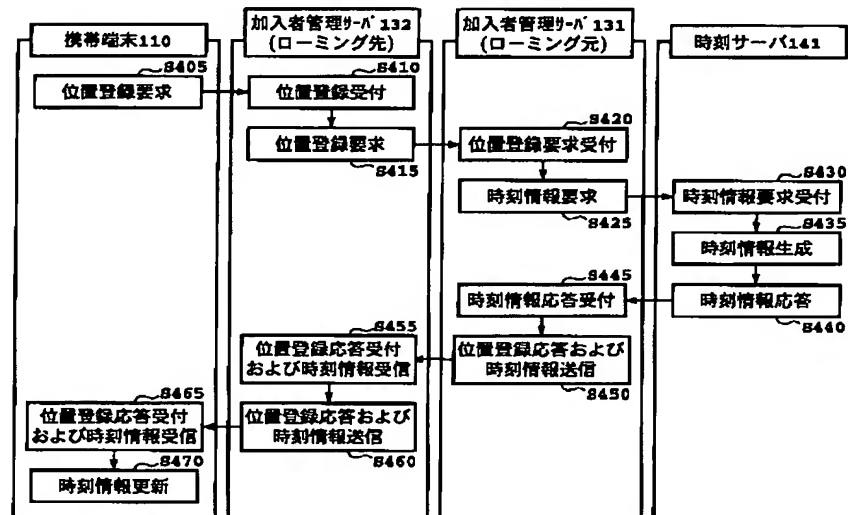 携帯端末110
加入者管理サーバ132
(ローミング先)
加入者管理サーバ131
(ローミング元)
時刻サーバ141
S405
位置登録要求
S410
位置登録受付
位置登録要求
S415
S420
位置登録要求受付
時刻情報要求
S425
S430
時刻情報要求受付
S435
時刻情報生成
時刻情報応答
S440
S445
時刻情報応答受付
位置登録応答および
時刻情報送信
S450
S455
位置登録応答受付
および時刻情報受信
位置登録応答および
時刻情報送信
S460
S465
位置登録応答受付
および時刻情報受信
S470
時刻情報更新